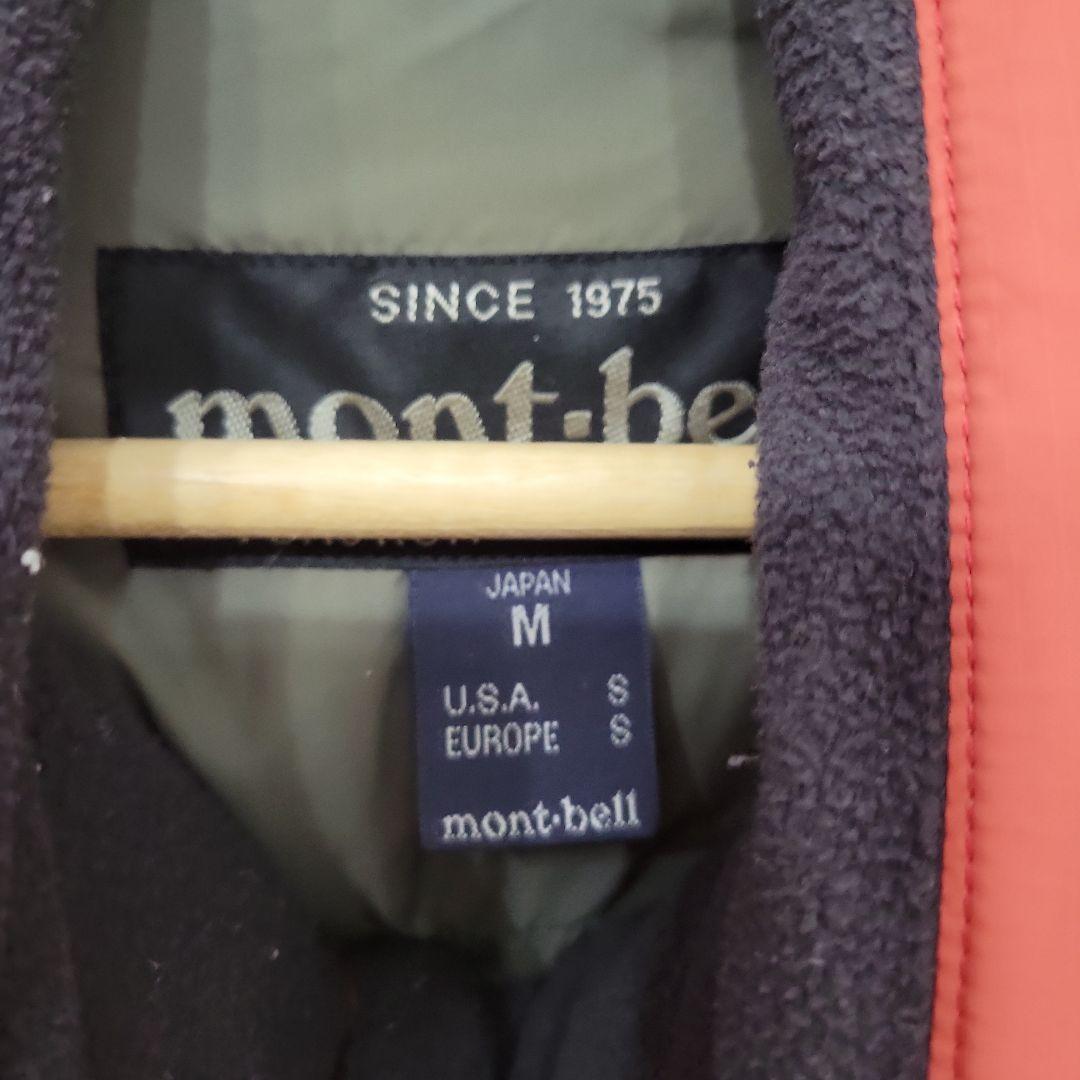 SINCE 1975
mont·be
JAPAN
M
U.S.A. S
EUROPE S
mont·bell